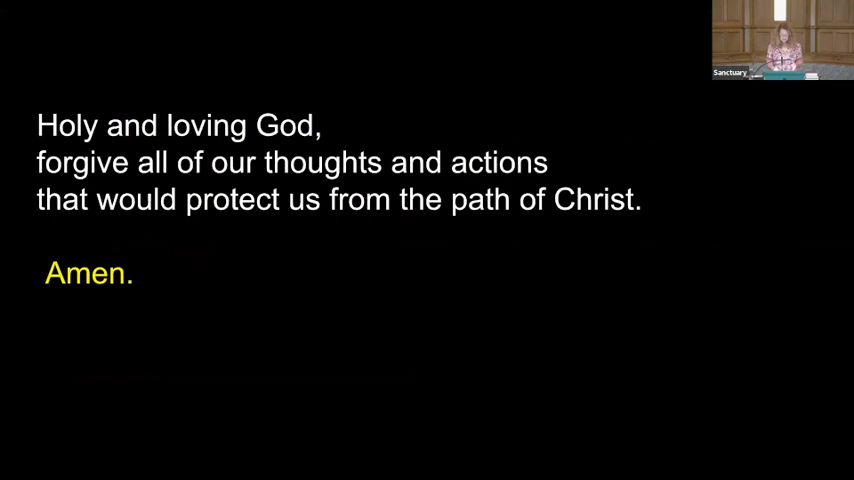 Sanctuary
Holy and loving God,
forgive all of our thoughts and actions
that would protect us from the path of Christ.
Amen.